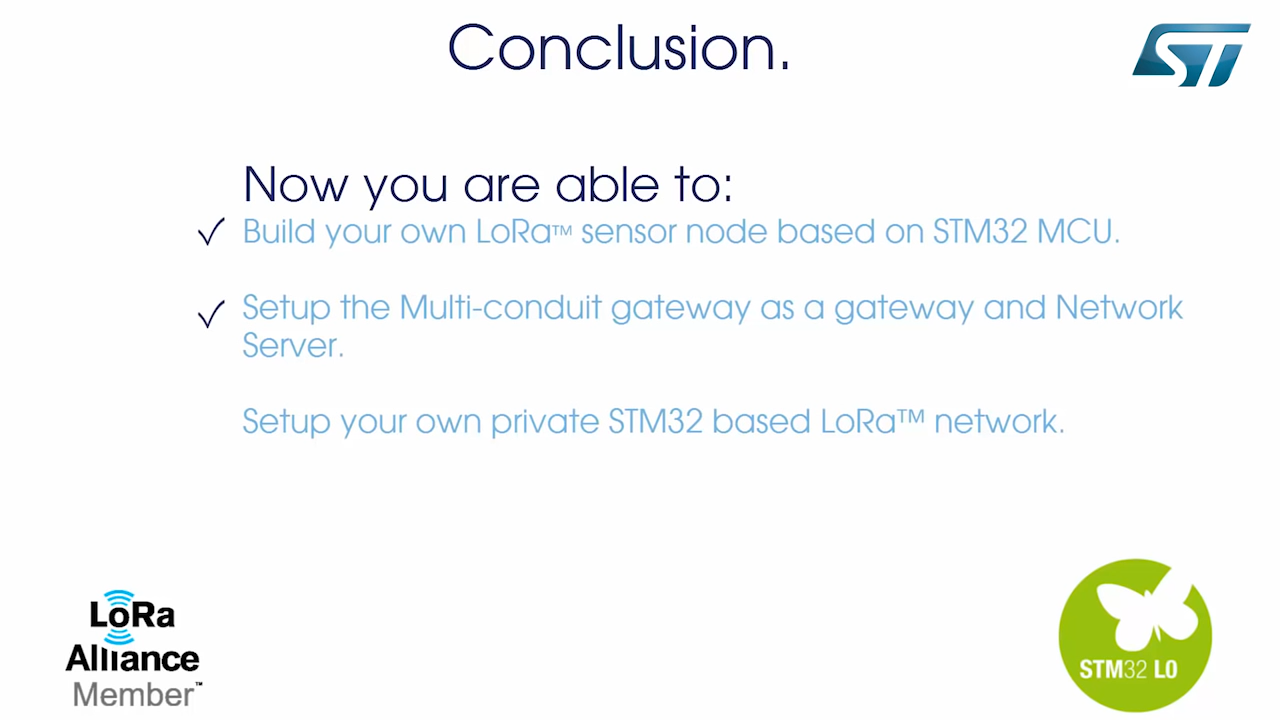 Conclusion.
ST
Now you are able to:
✓ Build your own LoRa™ sensor node based on STM32 MCU.
✓ Setup the Multi-conduit gateway as a gateway and Network
Server.
Setup your own private STM32 based LoRa™ network.
LoRa
Alliance
Member™
STM32 L0